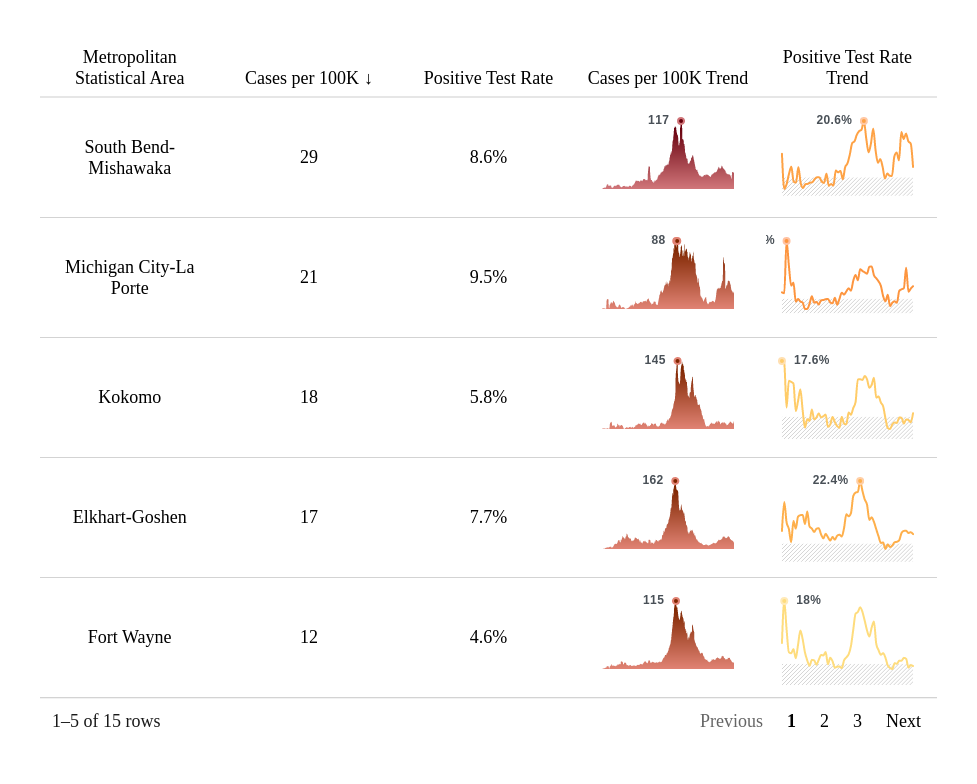 Metropolitan
Statistical Area
Cases per 100K ↓
Positive Test Rate
Cases per 100K Trend
Positive Test Rate
Trend
South Bend-
Mishawaka
29
8.6%
117
20.6%
Michigan City-La
Porte
21
9.5%
88
%
Kokomo
18
5.8%
145
17.6%
Elkhart-Goshen
17
7.7%
162
22.4%
Fort Wayne
12
4.6%
115
18%
1–5 of 15 rows
Previous 1 2 3 Next